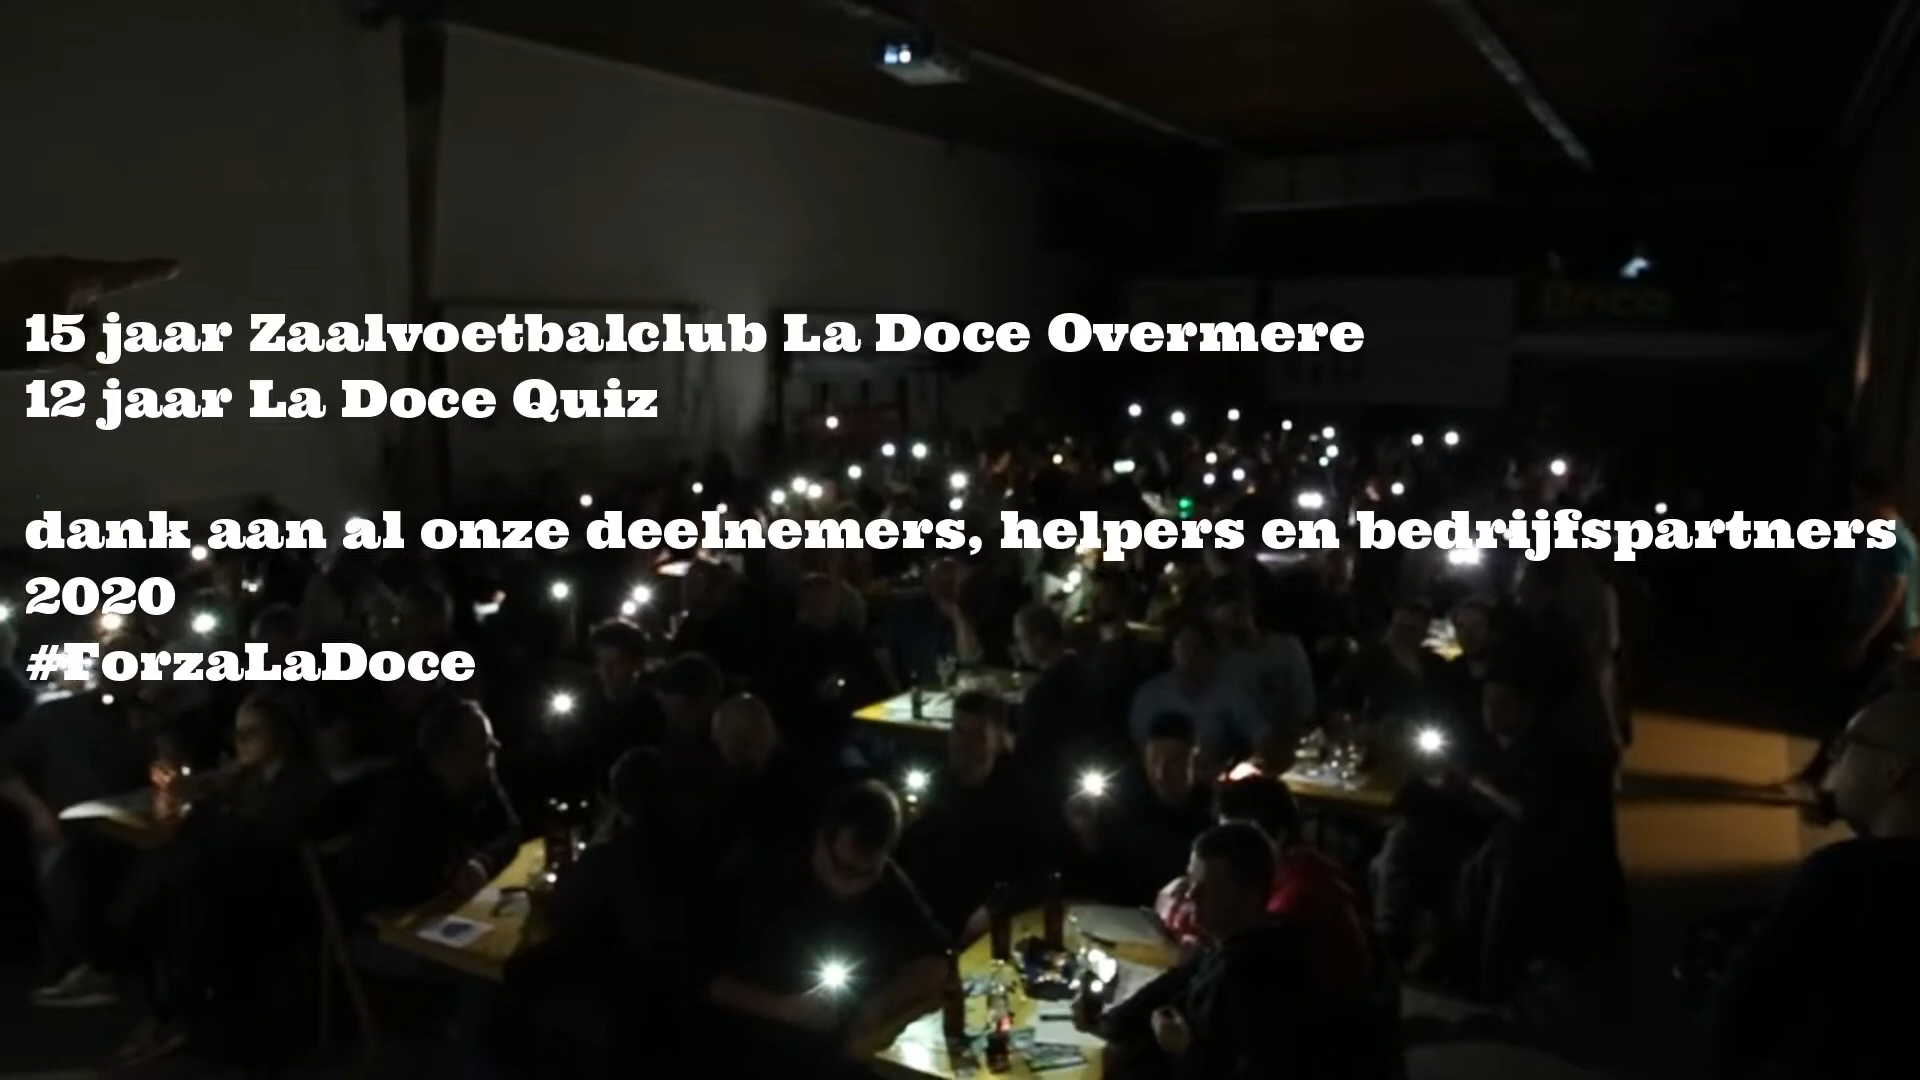 15 jaar Zaalvoetbalclub La Doce Overmere
12 jaar La Doce Quiz
dank aan al onze deelnemers, helpers en bedrijfspartners
2020
#ForzaLaDoce